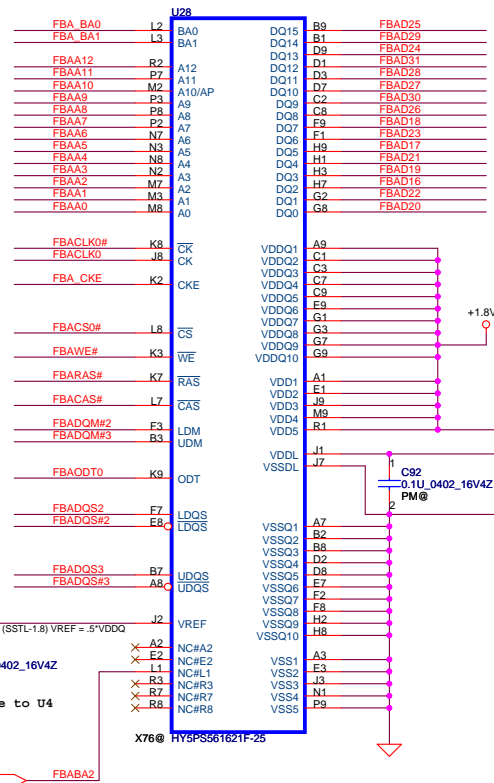 U28
FBA_BA0 L2 BA0 DQ15 B9 FBAD25
FBA_BA1 L3 BA1 DQ14 B1 FBAD29
DQ13 D9 FBAD24
FBAA12 R2 A12 DQ12 D1 FBAD31
FBAA11 P7 A11 DQ11 D3 FBAD28
FBAA10 M2 A10/AP DQ10 D7 FBAD27
FBAA9 P3 A9 DQ9 C2 FBAD30
FBAA8 P8 A8 DQ8 C8 FBAD26
FBAA7 P2 A7 DQ7 F9 FBAD18
FBAA6 N7 A6 DQ6 F1 FBAD23
FBAA5 N3 A5 DQ5 H9 FBAD17
FBAA4 N8 A4 DQ4 H1 FBAD21
FBAA3 N2 A3 DQ3 H3 FBAD19
FBAA2 M7 A2 DQ2 H7 FBAD16
FBAA1 M3 A1 DQ1 G2 FBAD22
FBAA0 M8 A0 DQ0 G8 FBAD20
FBACLK0# K8 CK VDDQ1 A9
FBACLK0 J8 CK VDDQ2 C1
VDDQ3 C3
FBA_CKE K2 CKE VDDQ4 C7
VDDQ5 C9
VDDQ6 E9
VDDQ7 G1
+1.8V
FBACS0# L8 CS VDDQ8 G3
VDDQ9 G7
FBAWE# K3 WE VDDQ10 G9
FBARAS# K7 RAS VDD1 A1
VDD2 E1
FBACAS# L7 CAS VDD3 J9
VDD4 M9
FBADQM#2 F3 LDM VDD5 R1
FBADQM#3 B3 UDM
VDDL J1
VSSDL J7
FBAODT0 K9 ODT
1
C92
0.1U_0402_16V4Z
PM@
2
FBADQS2 F7 LDQS
FBADQS#2 E8 LDQS VSSQ1 A7
VSSQ2 B2
VSSQ3 B8
VSSQ4 D2
FBADQS3 B7 UDQS VSSQ5 D8
FBADQS#3 A8 UDQS VSSQ6 E7
VSSQ7 F2
VSSQ8 F8
J2 VREF VSSQ9 H2
(SSTL-1.8) VREF = .5*VDDQ VSSQ10 H8
A2 NC#A2
E2 NC#E2 VSS1 A3
0402_16V4Z L1 NC#L1 VSS2 E3
R3 NC#R3 VSS3 J3
R7 NC#R7 VSS4 N1
R8 NC#R8 VSS5 P9
e to U4
X76@ HY5PS561621F-25
FBABA2